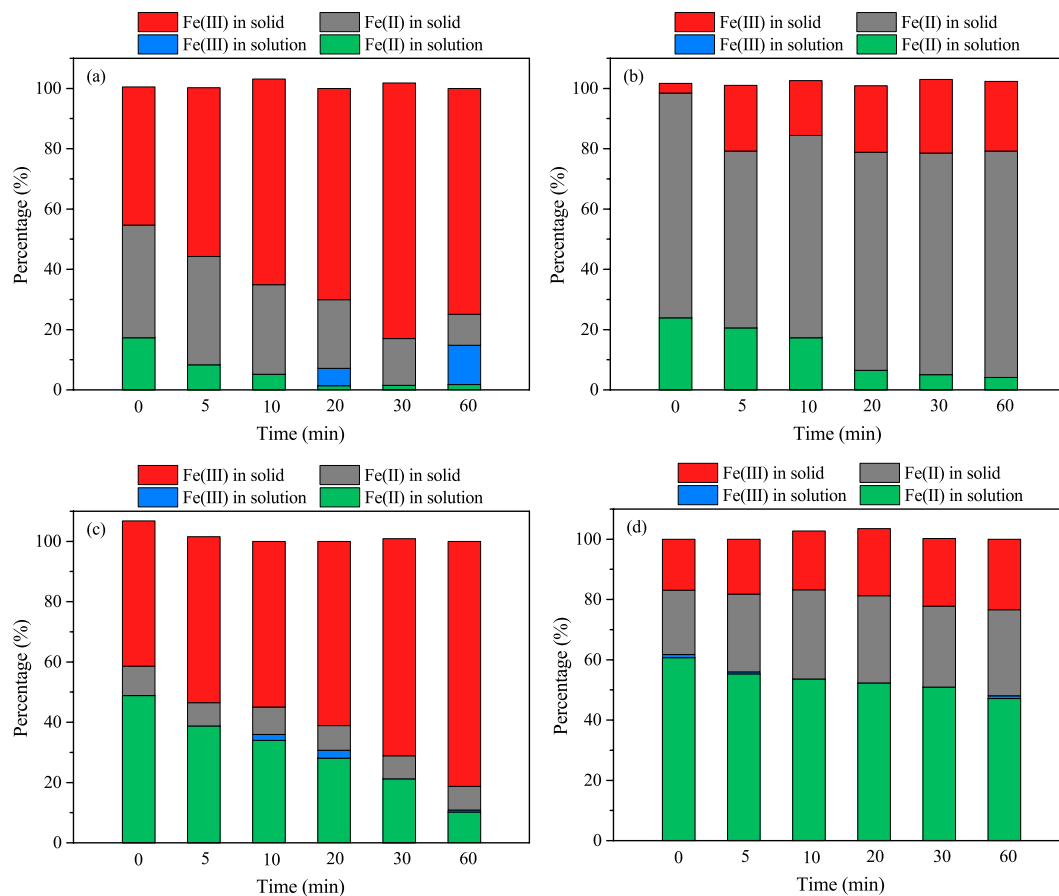 Fe(III) in solid Fe(II) in solid
Fe(III) in solution Fe(II) in solution
(a)
100
80
60
40
20
0
Percentage (%)
0 5 10 20 30 60
Time (min)
Fe(III) in solid Fe(II) in solid
Fe(III) in solution Fe(II) in solution
(b)
100
80
60
40
20
0
Percentage (%)
0 5 10 20 30 60
Time (min)
Fe(III) in solid Fe(II) in solid
Fe(III) in solution Fe(II) in solution
(c)
100
80
60
40
20
0
Percentage (%)
0 5 10 20 30 60
Time (min)
Fe(III) in solid Fe(II) in solid
Fe(III) in solution Fe(II) in solution
(d)
100
80
60
40
20
0
Percentage (%)
0 5 10 20 30 60
Time (min)